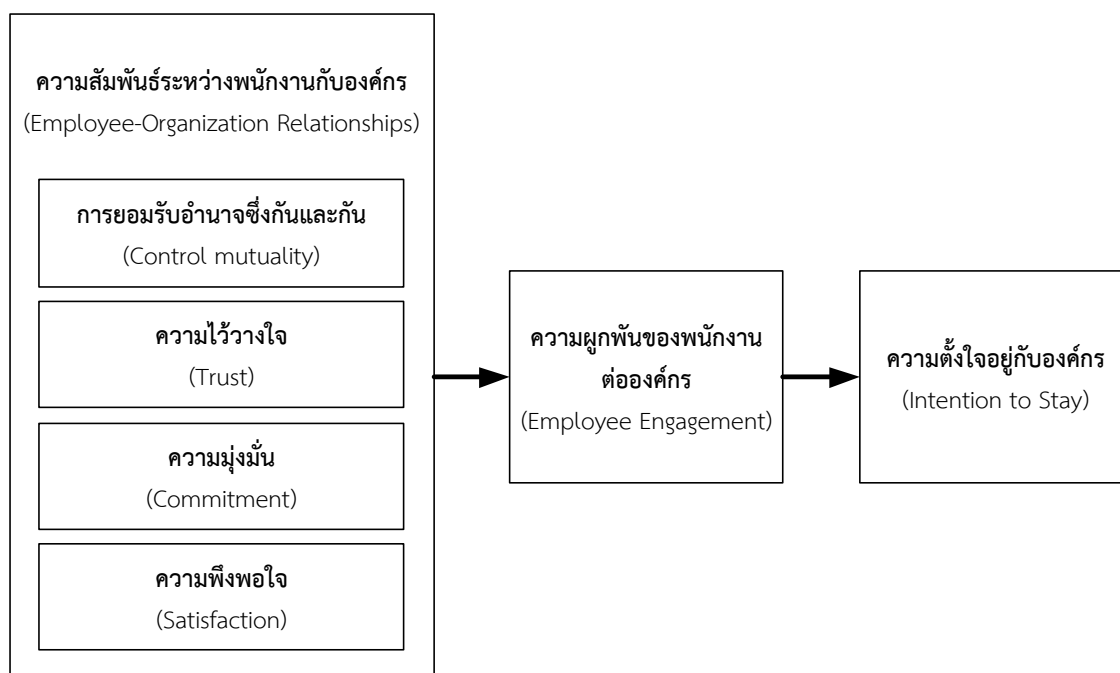 ความสัมพันธ์ระหว่างพนักงานกับองค์กร
(Employee-Organization Relationships)
การยอมรับอำนาจซึ่งกันและกัน
(Control mutuality)
ความไว้วางใจ
(Trust)
ความมุ่งมั่น
(Commitment)
ความพึงพอใจ
(Satisfaction)
ความผูกพันของพนักงาน
ต่อองค์กร
(Employee Engagement)
ความตั้งใจอยู่กับองค์กร
(Intention to Stay)